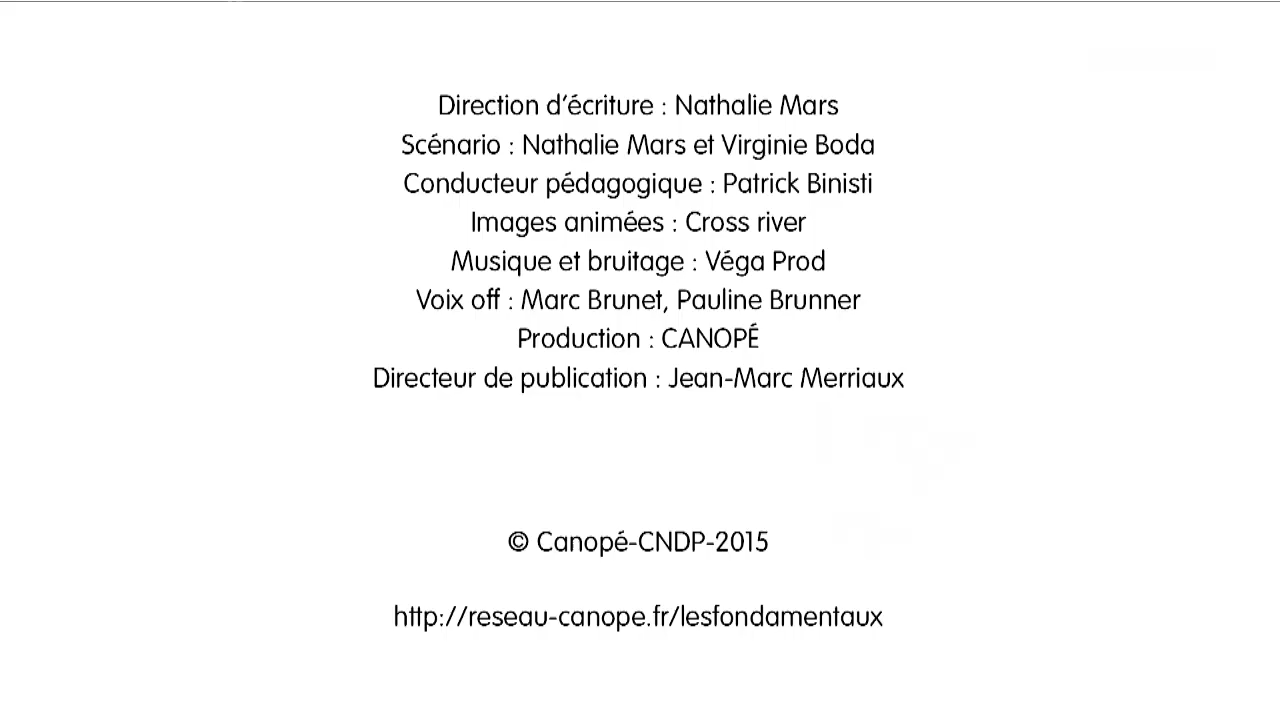 Direction d'écriture : Nathalie Mars
Scénario : Nathalie Mars et Virginie Boda
Conducteur pédagogique : Patrick Binisti
Images animées : Cross river
Musique et bruitage : Véga Prod
Voix off : Marc Brunet, Pauline Brunner
Production : CANOPÉ
Directeur de publication : Jean-Marc Merriaux
© Canopé-CNDP-2015
http://reseau-canope.fr/lesfondamentaux